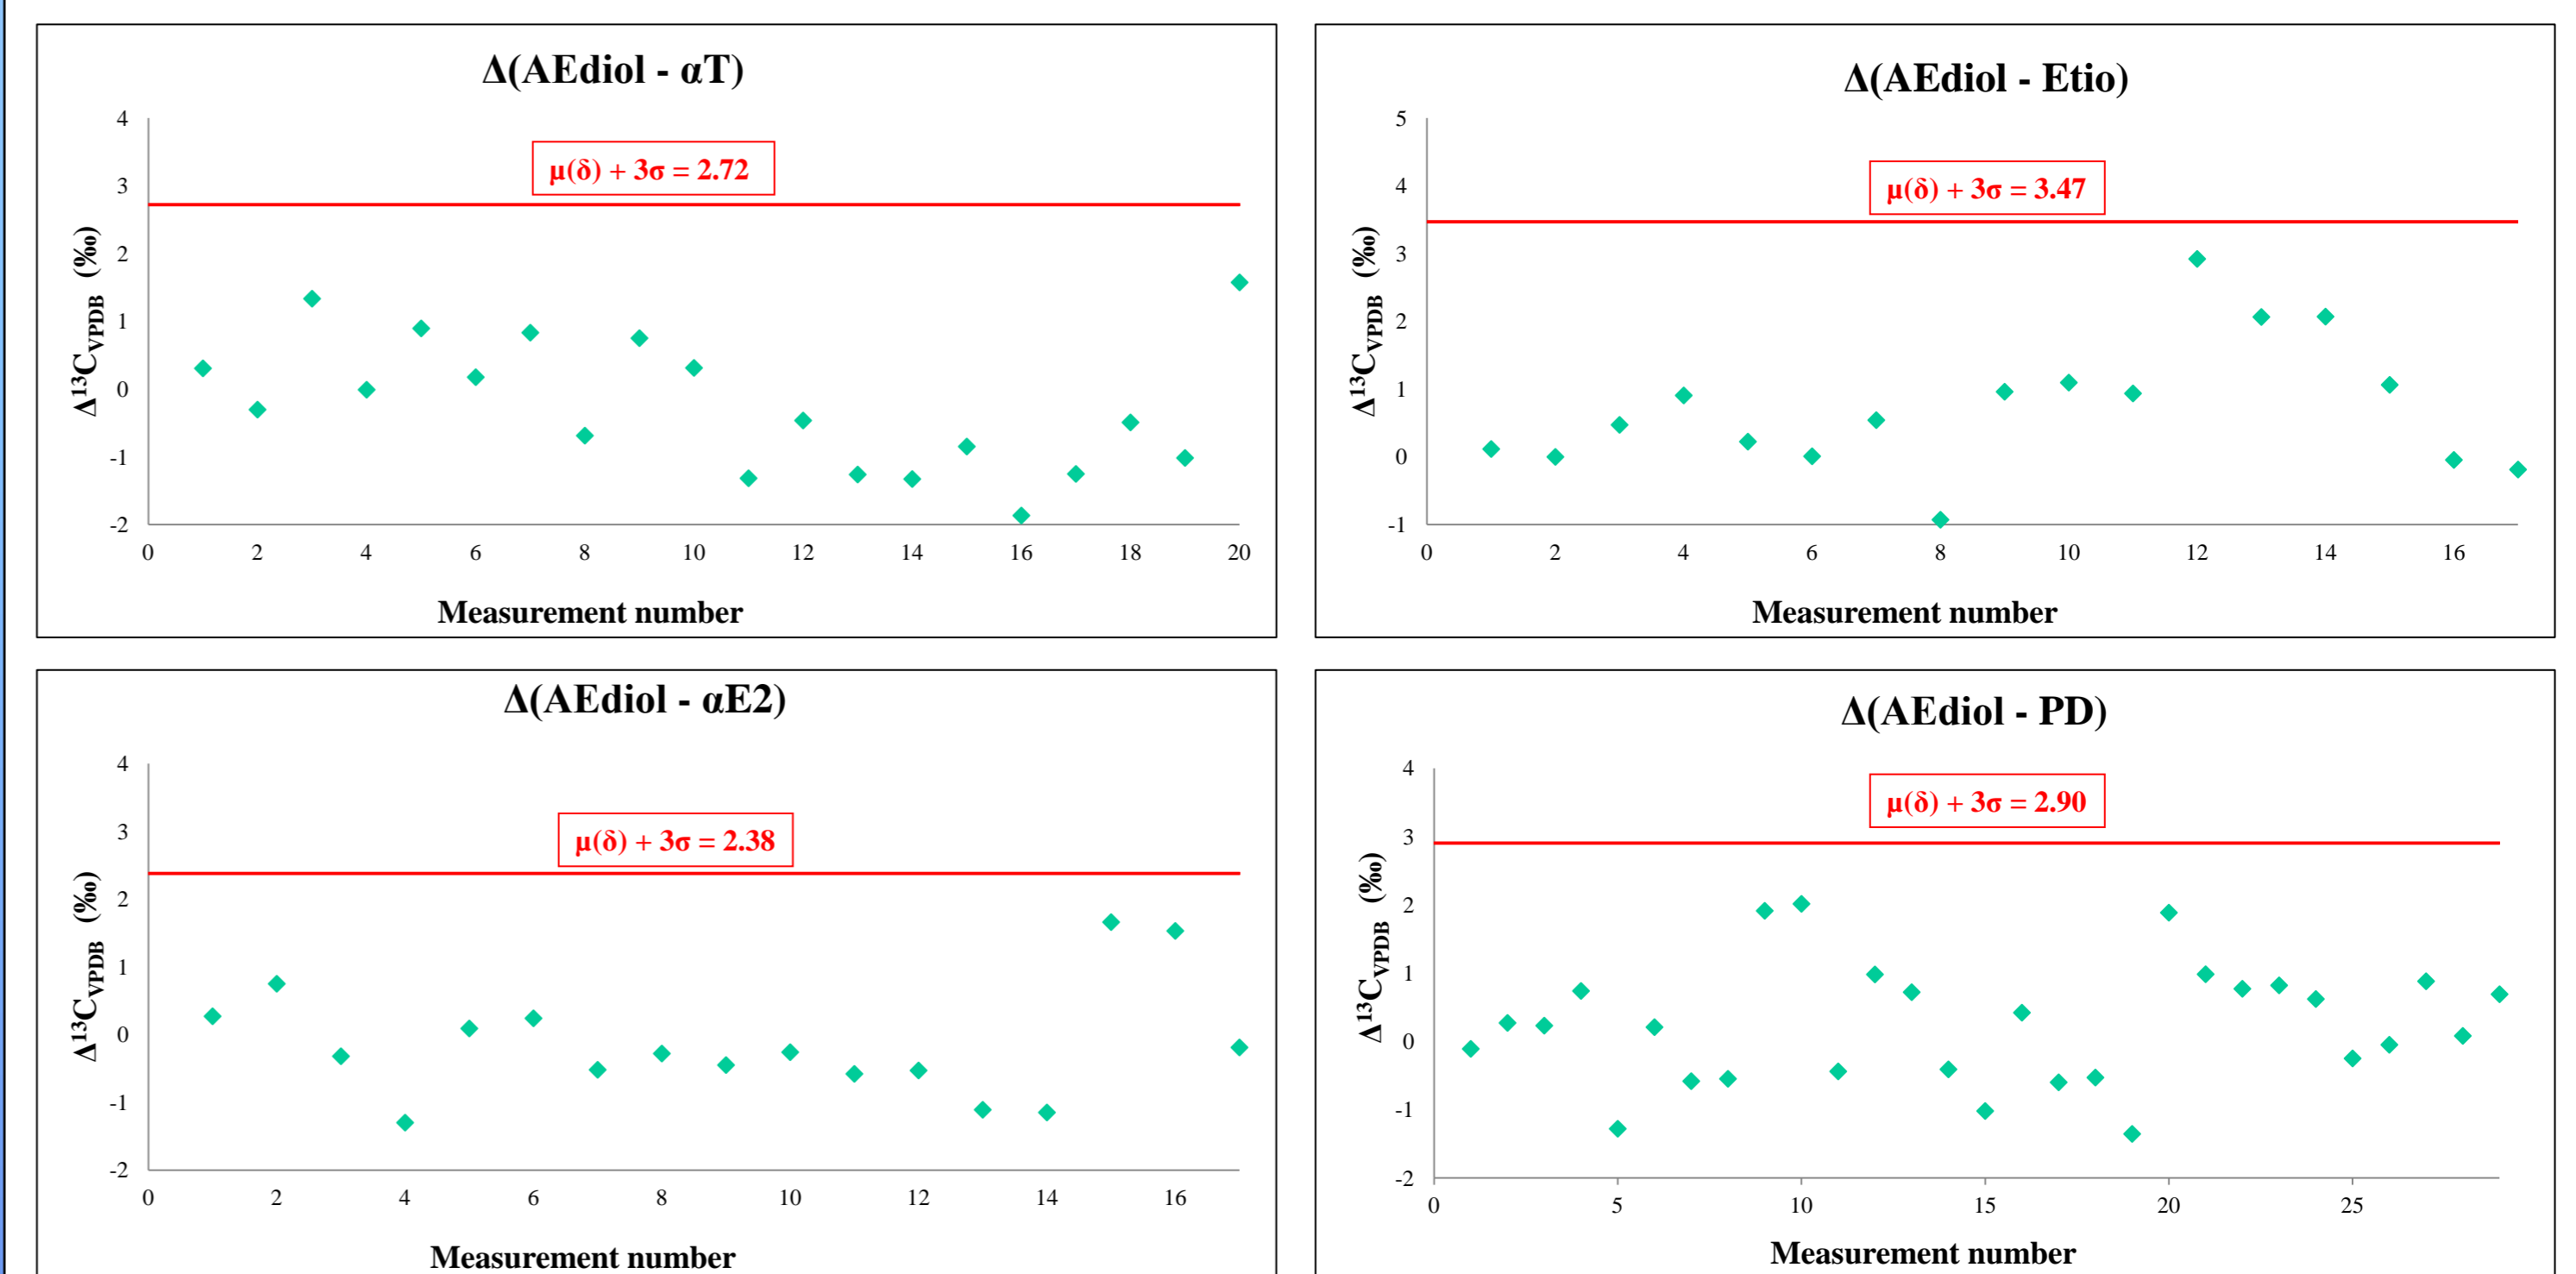 Δ(AEdiol - αT)
4
3
2
1
0
-1
-2
Δ¹³C_VPDB (‰)
μ(δ) + 3σ = 2.72
0 2 4 6 8 10 12 14 16 18 20
Measurement number
Δ(AEdiol - Etio)
5
4
3
2
1
0
-1
Δ¹³C_VPDB (‰)
μ(δ) + 3σ = 3.47
0 2 4 6 8 10 12 14 16
Measurement number
Δ(AEdiol - αE2)
4
3
2
1
0
-1
-2
Δ¹³C_VPDB (‰)
μ(δ) + 3σ = 2.38
0 2 4 6 8 10 12 14 16
Measurement number
Δ(AEdiol - PD)
4
3
2
1
0
-1
-2
Δ¹³C_VPDB (‰)
μ(δ) + 3σ = 2.90
0 5 10 15 20 25
Measurement number